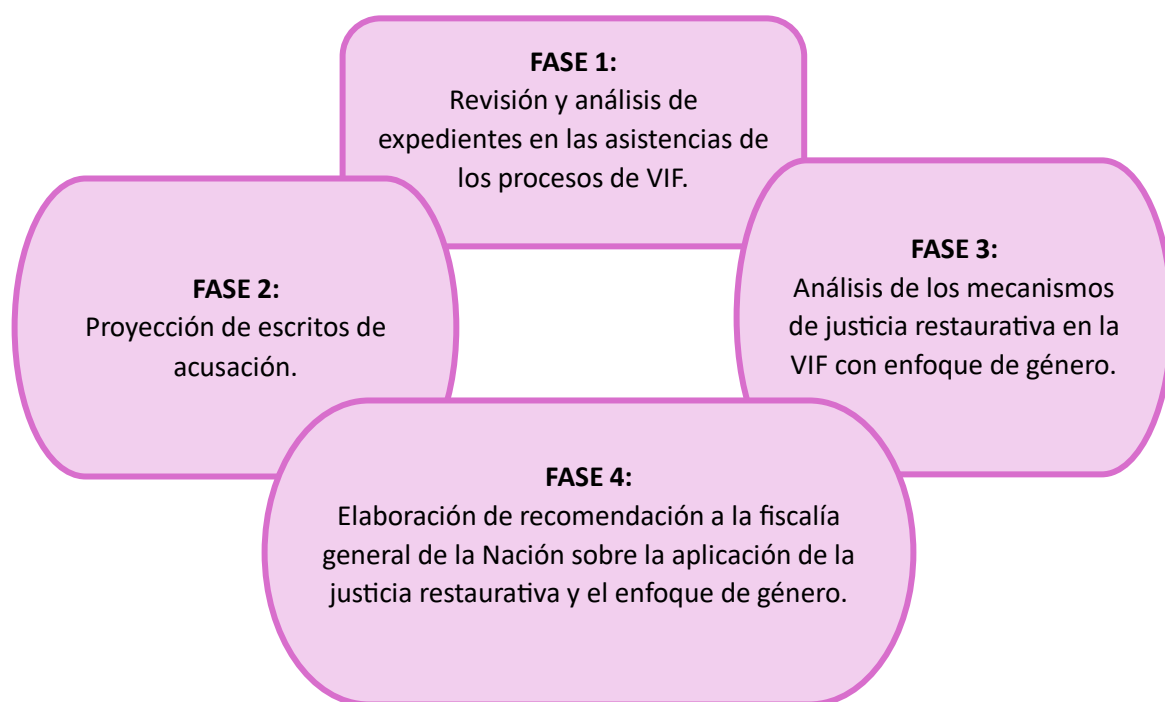 FASE 1:
Revisión y análisis de
expedientes en las asistencias de
los procesos de VIF.
FASE 2:
Proyección de escritos de
acusación.
FASE 3:
Análisis de los mecanismos
de justicia restaurativa en la
VIF con enfoque de género.
FASE 4:
Elaboración de recomendación a la fiscalía
general de la Nación sobre la aplicación de la
justicia restaurativa y el enfoque de género.